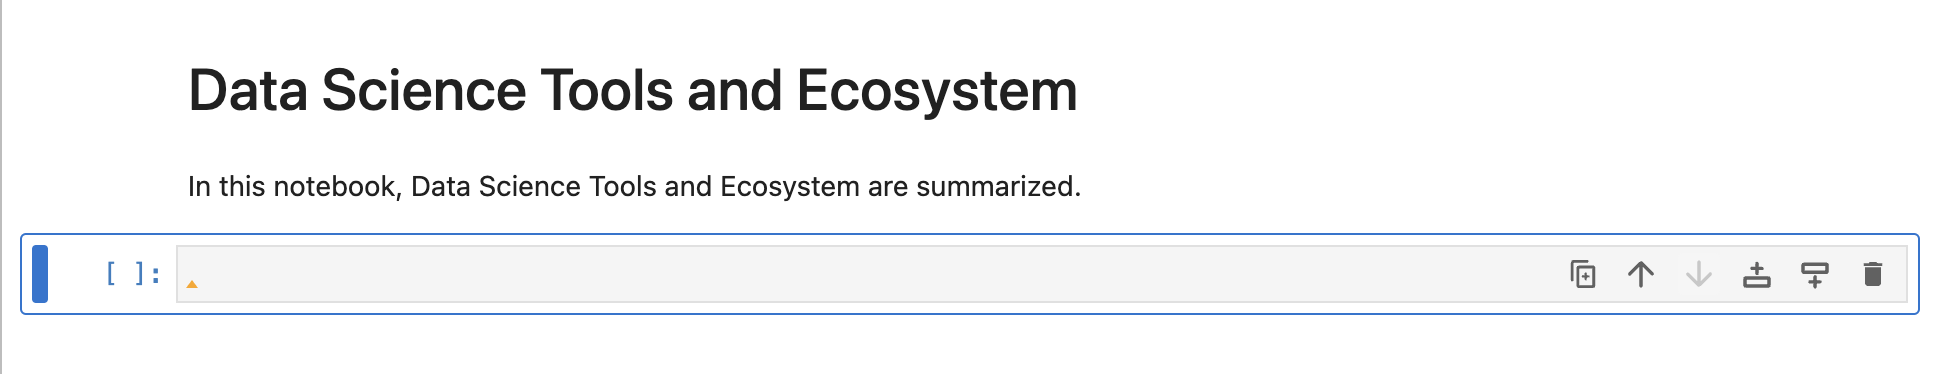 Data Science Tools and Ecosystem
In this notebook, Data Science Tools and Ecosystem are summarized.
[ ]: